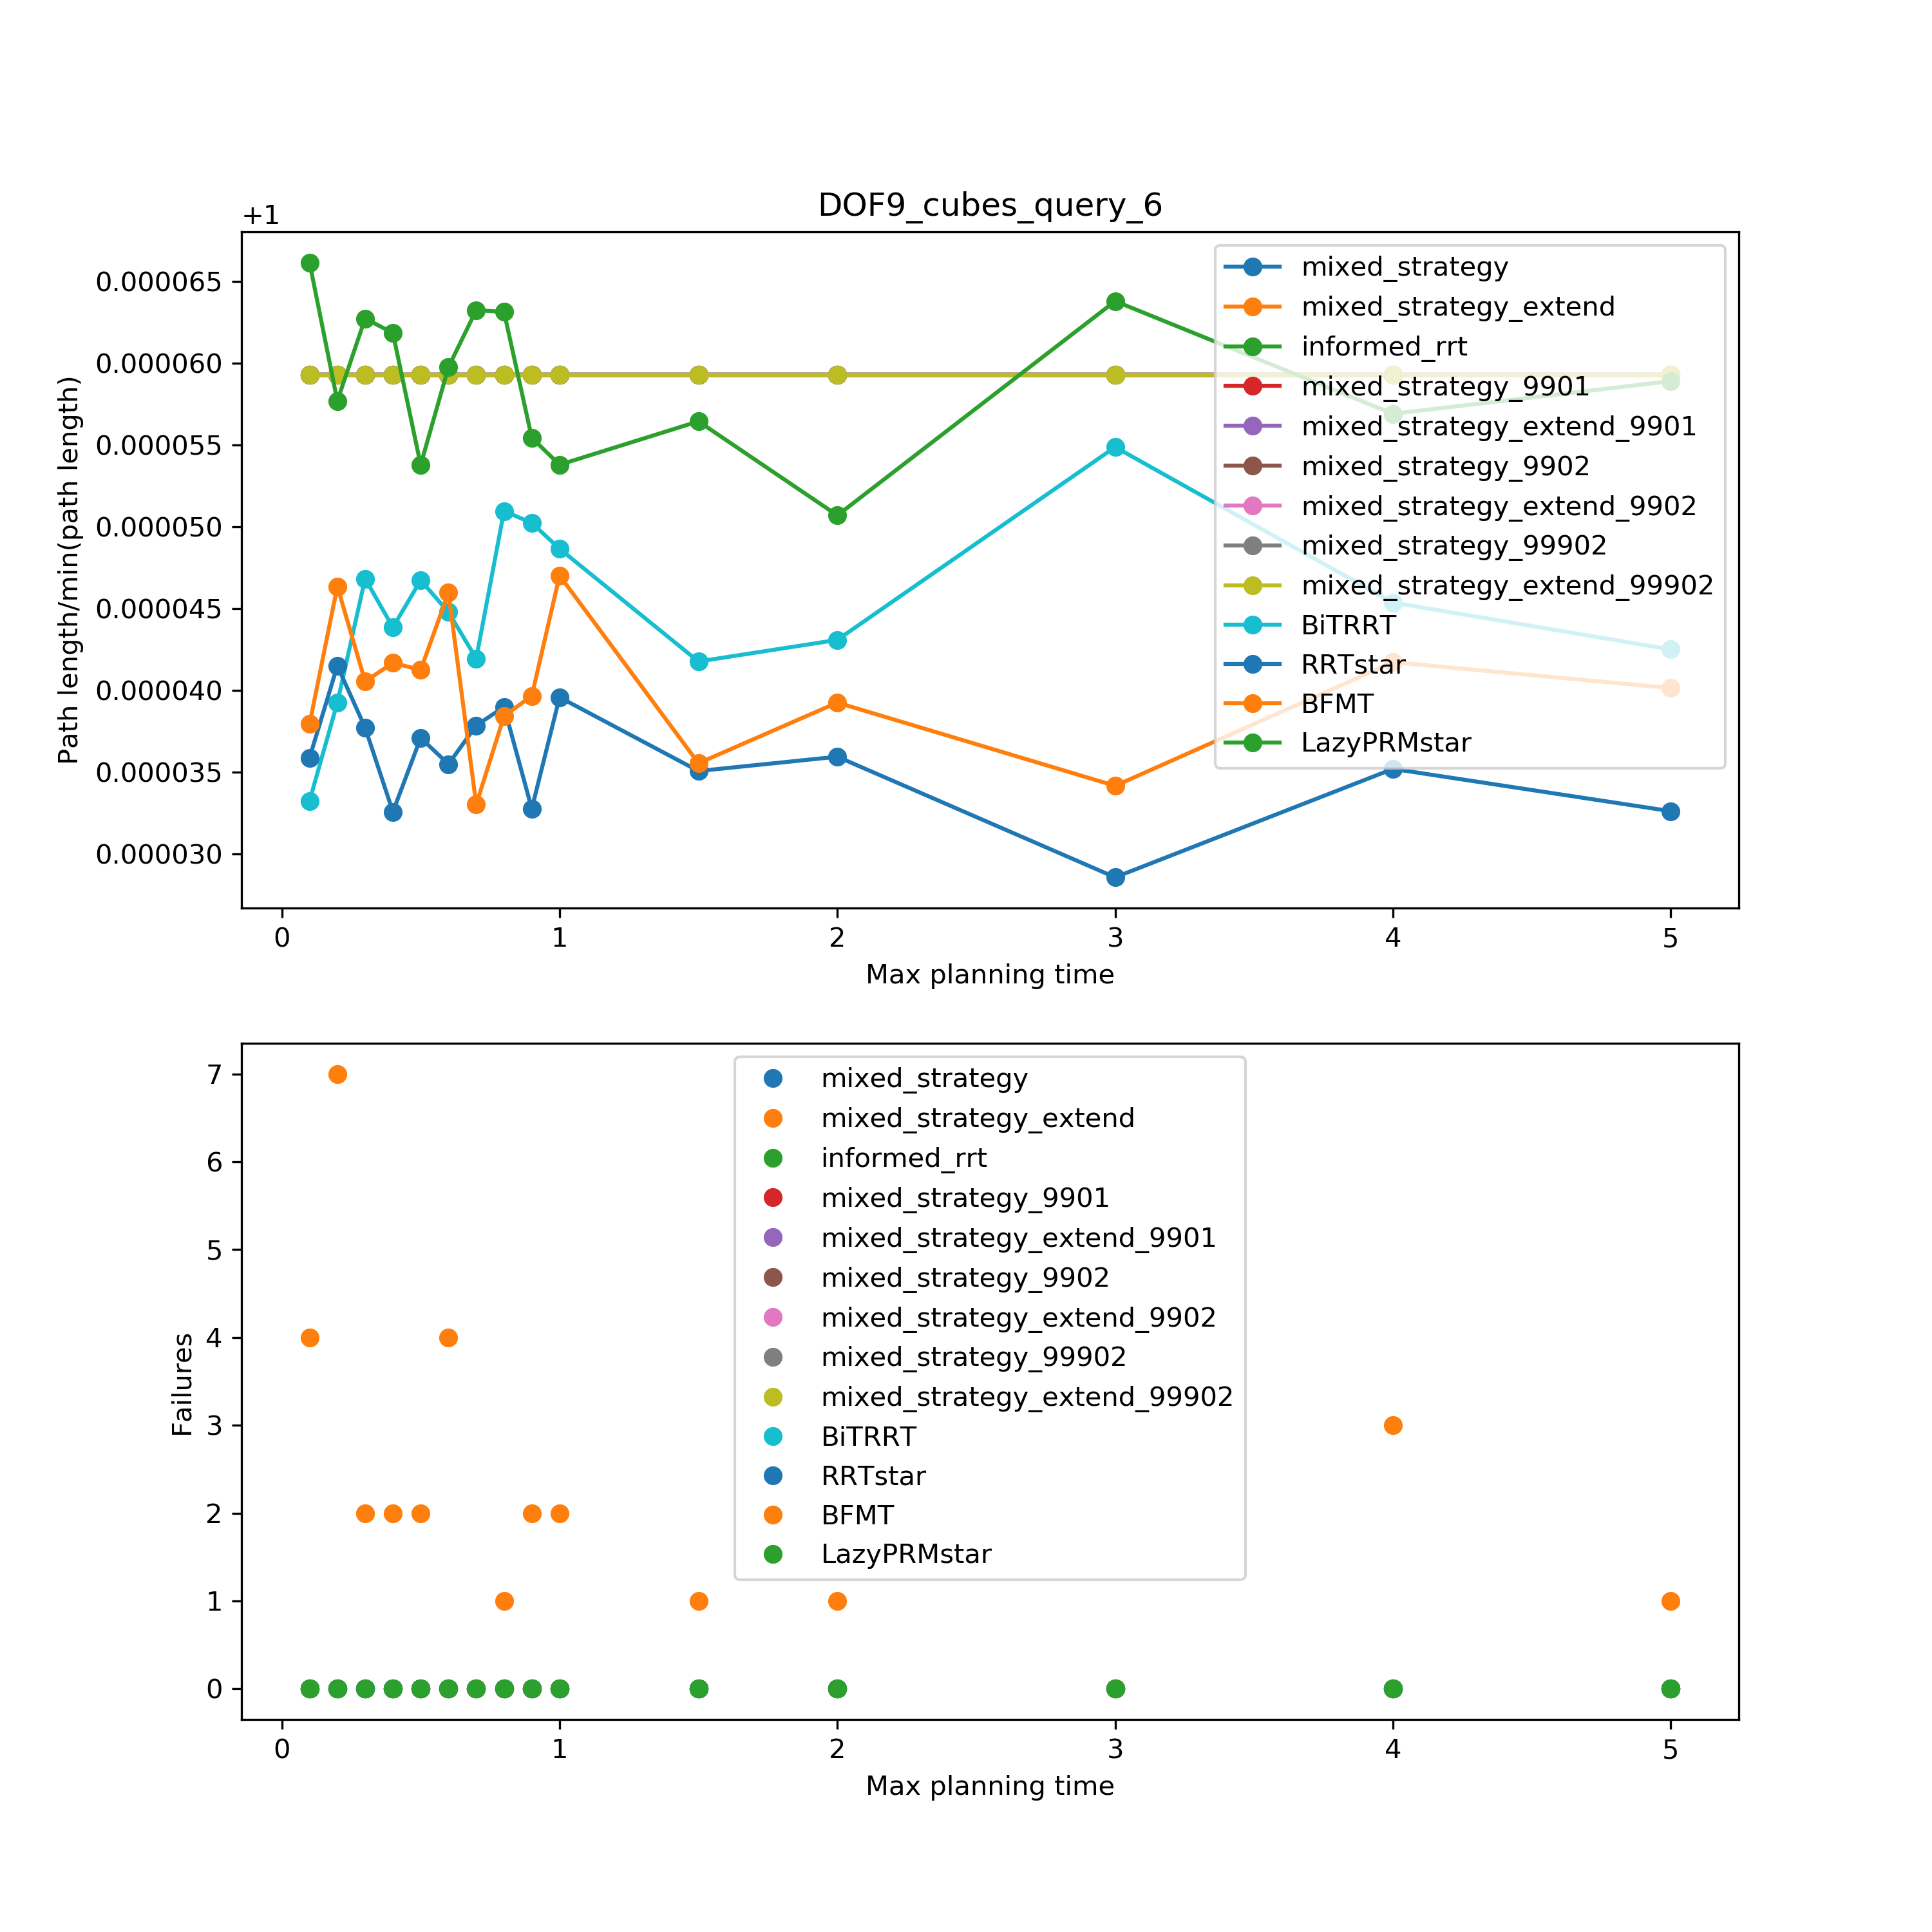 DOF9_cubes_query_6
+1
0.000065
0.000060
0.000055
0.000050
0.000045
0.000040
0.000035
0.000030
Path length/min(path length)
mixed_strategy
mixed_strategy_extend
informed_rrt
mixed_strategy_9901
mixed_strategy_extend_9901
mixed_strategy_9902
mixed_strategy_extend_9902
mixed_strategy_99902
mixed_strategy_extend_99902
BiTRRT
RRTstar
BFMT
LazyPRMstar
0 1 2 3 4 5
Max planning time
7
6
5
4
3
2
1
0
Failures
mixed_strategy
mixed_strategy_extend
informed_rrt
mixed_strategy_9901
mixed_strategy_extend_9901
mixed_strategy_9902
mixed_strategy_extend_9902
mixed_strategy_99902
mixed_strategy_extend_99902
BiTRRT
RRTstar
BFMT
LazyPRMstar
0 1 2 3 4 5
Max planning time